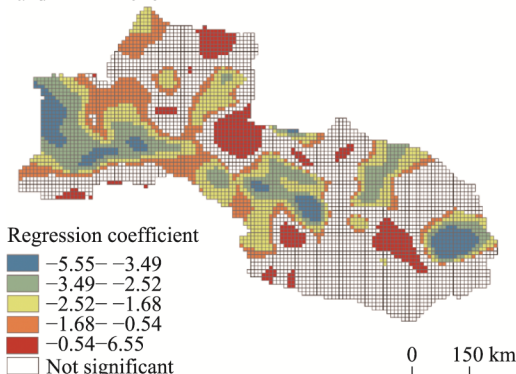 Regression coefficient
−5.55– −3.49
−3.49– −2.52
−2.52– −1.68
−1.68– −0.54
−0.54–6.55
Not significant
0 150 km